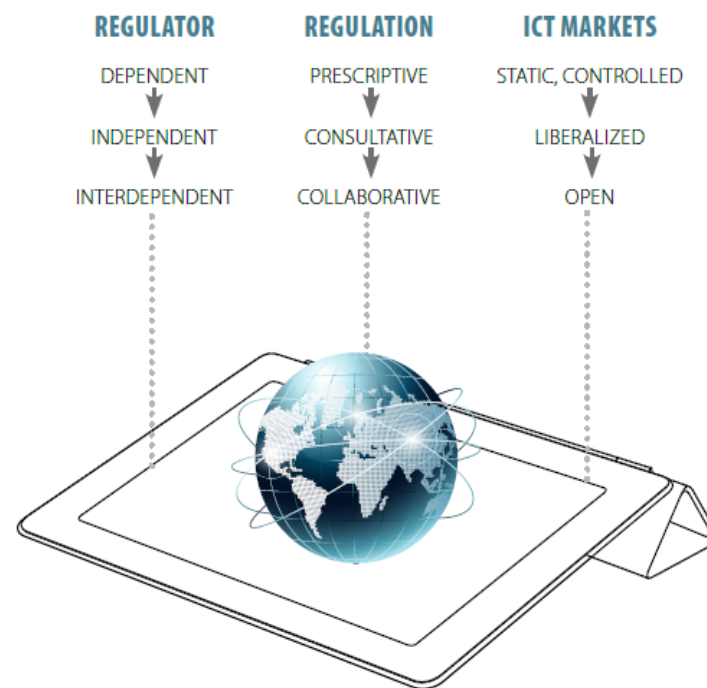 REGULATOR REGULATION ICT MARKETS
DEPENDENT PRESCRIPTIVE STATIC, CONTROLLED
INDEPENDENT CONSULTATIVE LIBERALIZED
INTERDEPENDENT COLLABORATIVE OPEN